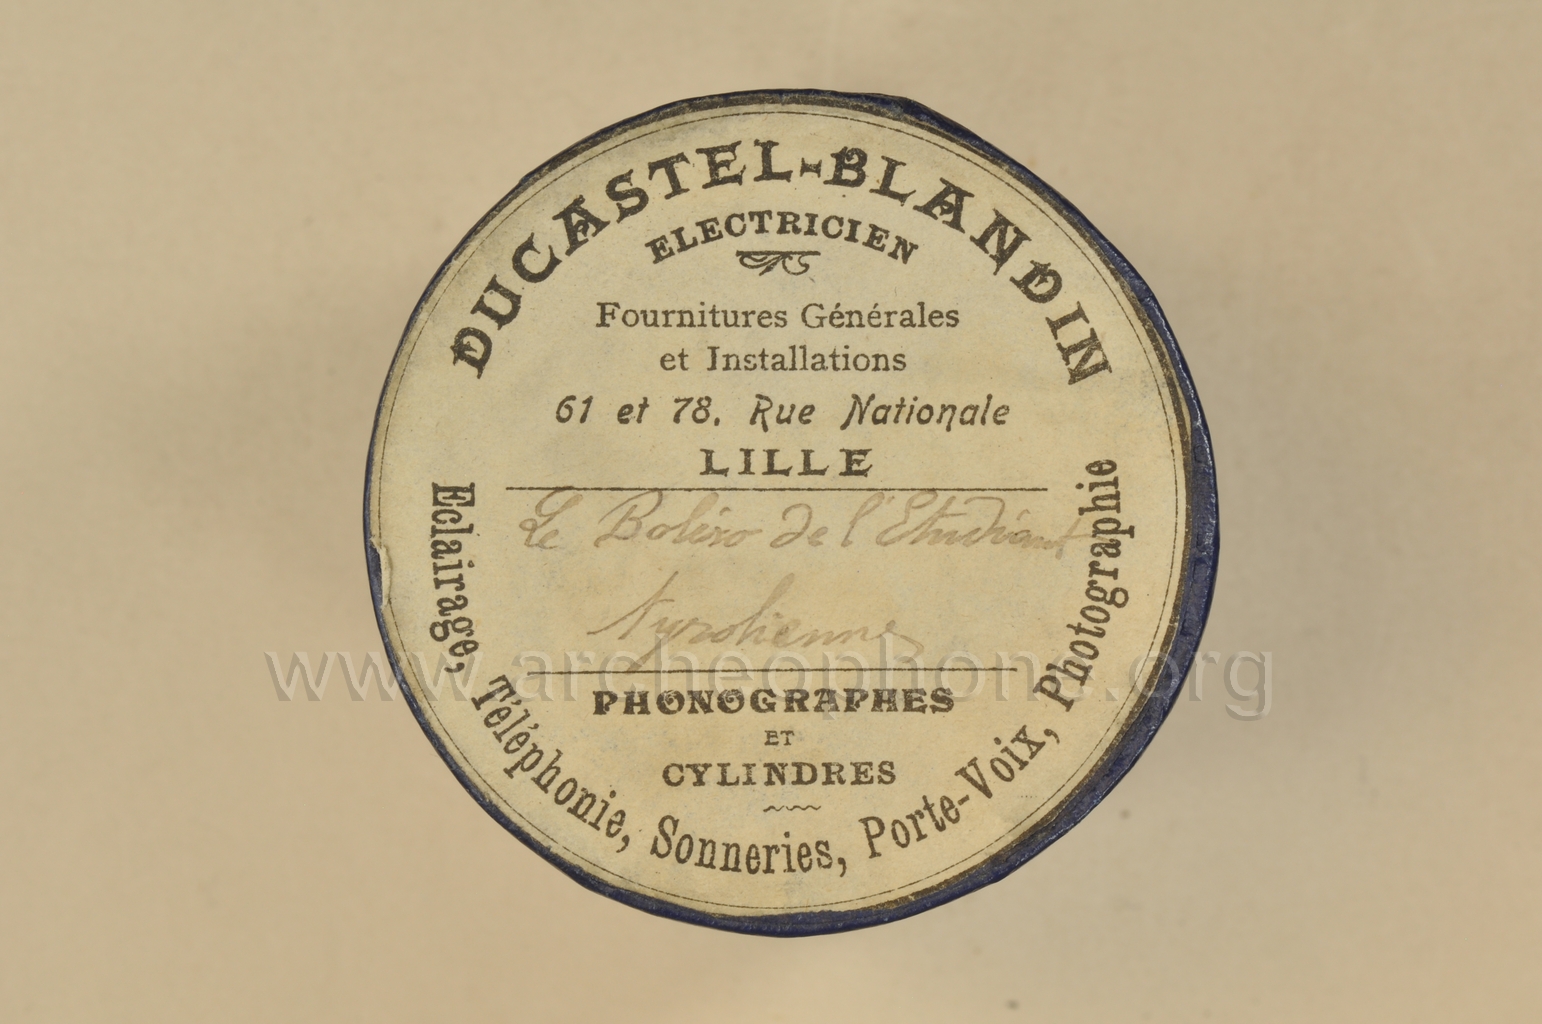 DUCASTEL-BLANDIN
ELECTRICIEN
Fournitures Générales
et Installations
61 et 78, Rue Nationale
LILLE
Le Boléro de l'Etudiant
Tyrolienne
PHONOGRAPHES
ET
CYLINDRES
Eclairage, Téléphonie, Sonneries, Porte-Voix, Photographie
www.archeophone.org